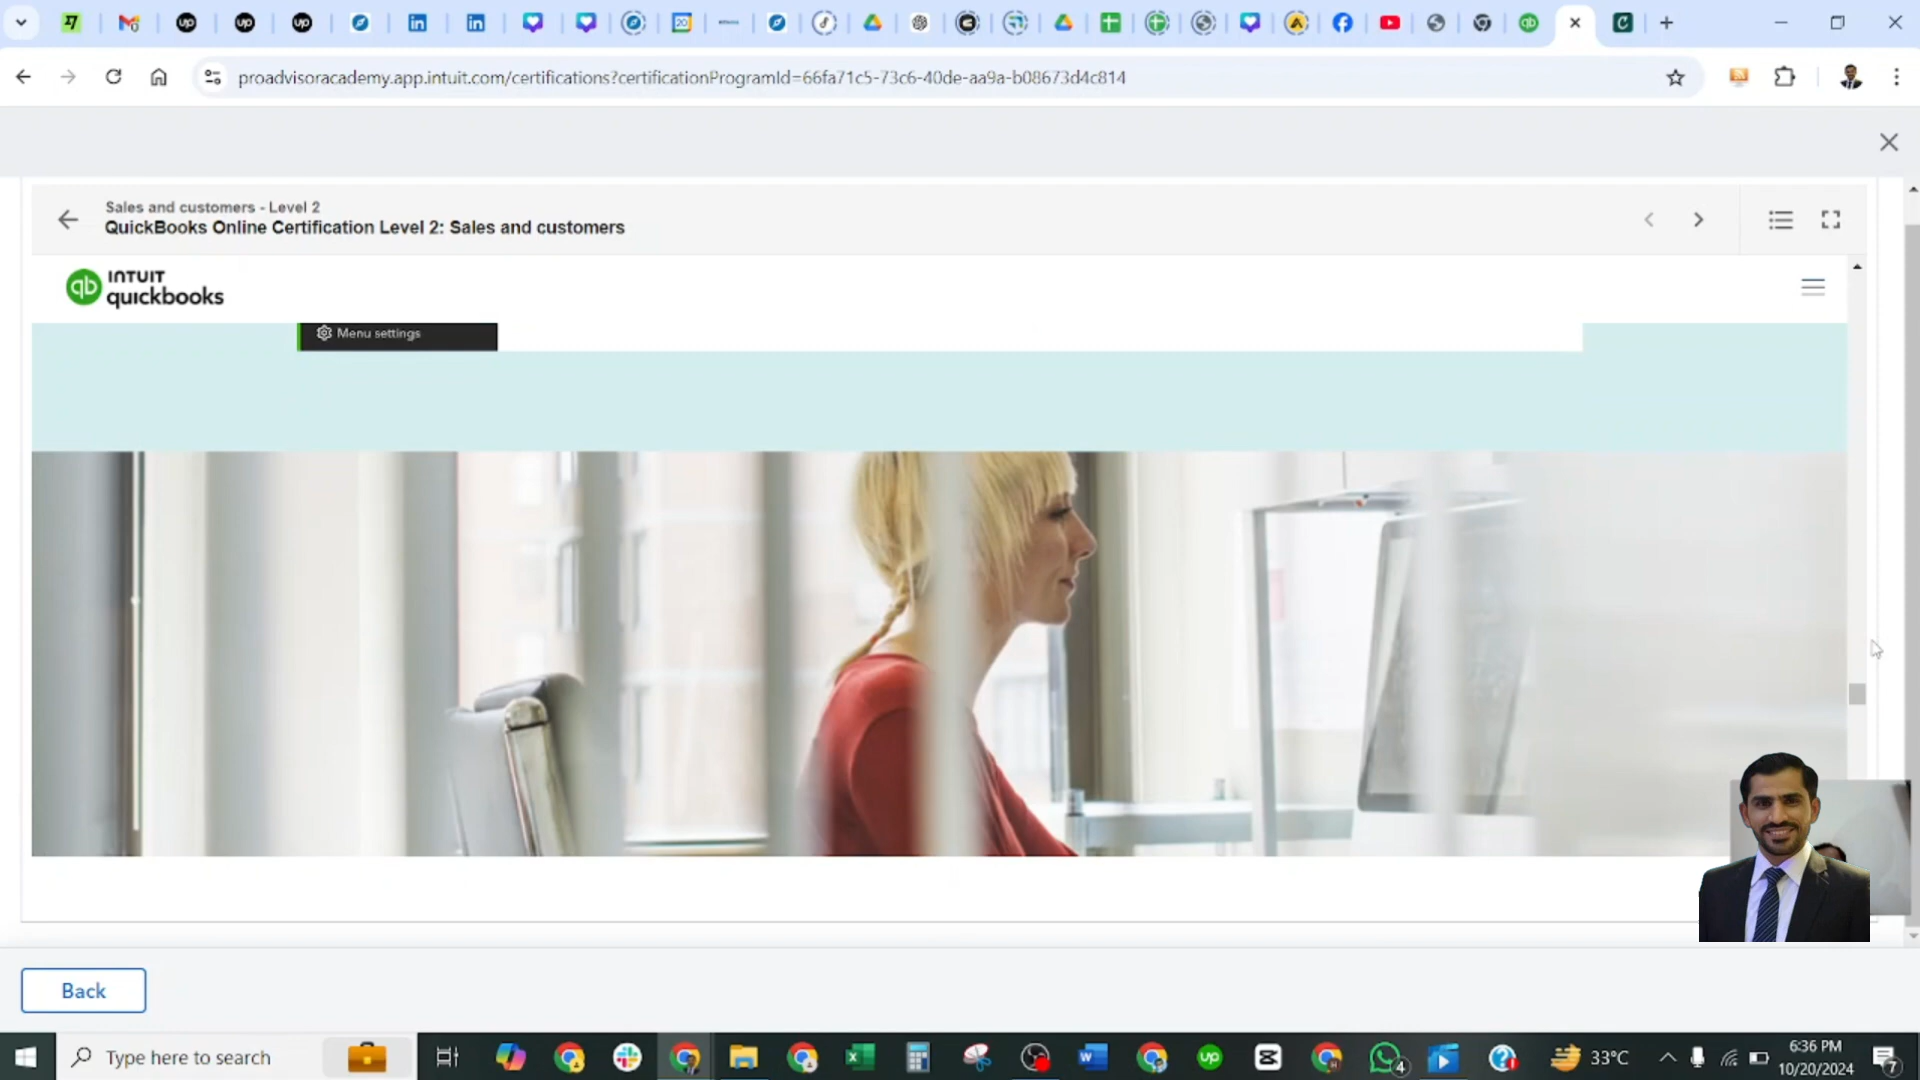 proadvisoracademy.app.intuit.com/certifications?certificationProgramId=66fa71c5-73c6-40de-aa9a-b08673d4c814
Sales and customers - Level 2
QuickBooks Online Certification Level 2: Sales and customers
INTUIT
quickbooks
Menu settings
Back
Type here to search
33°C
6:36 PM
10/20/2024